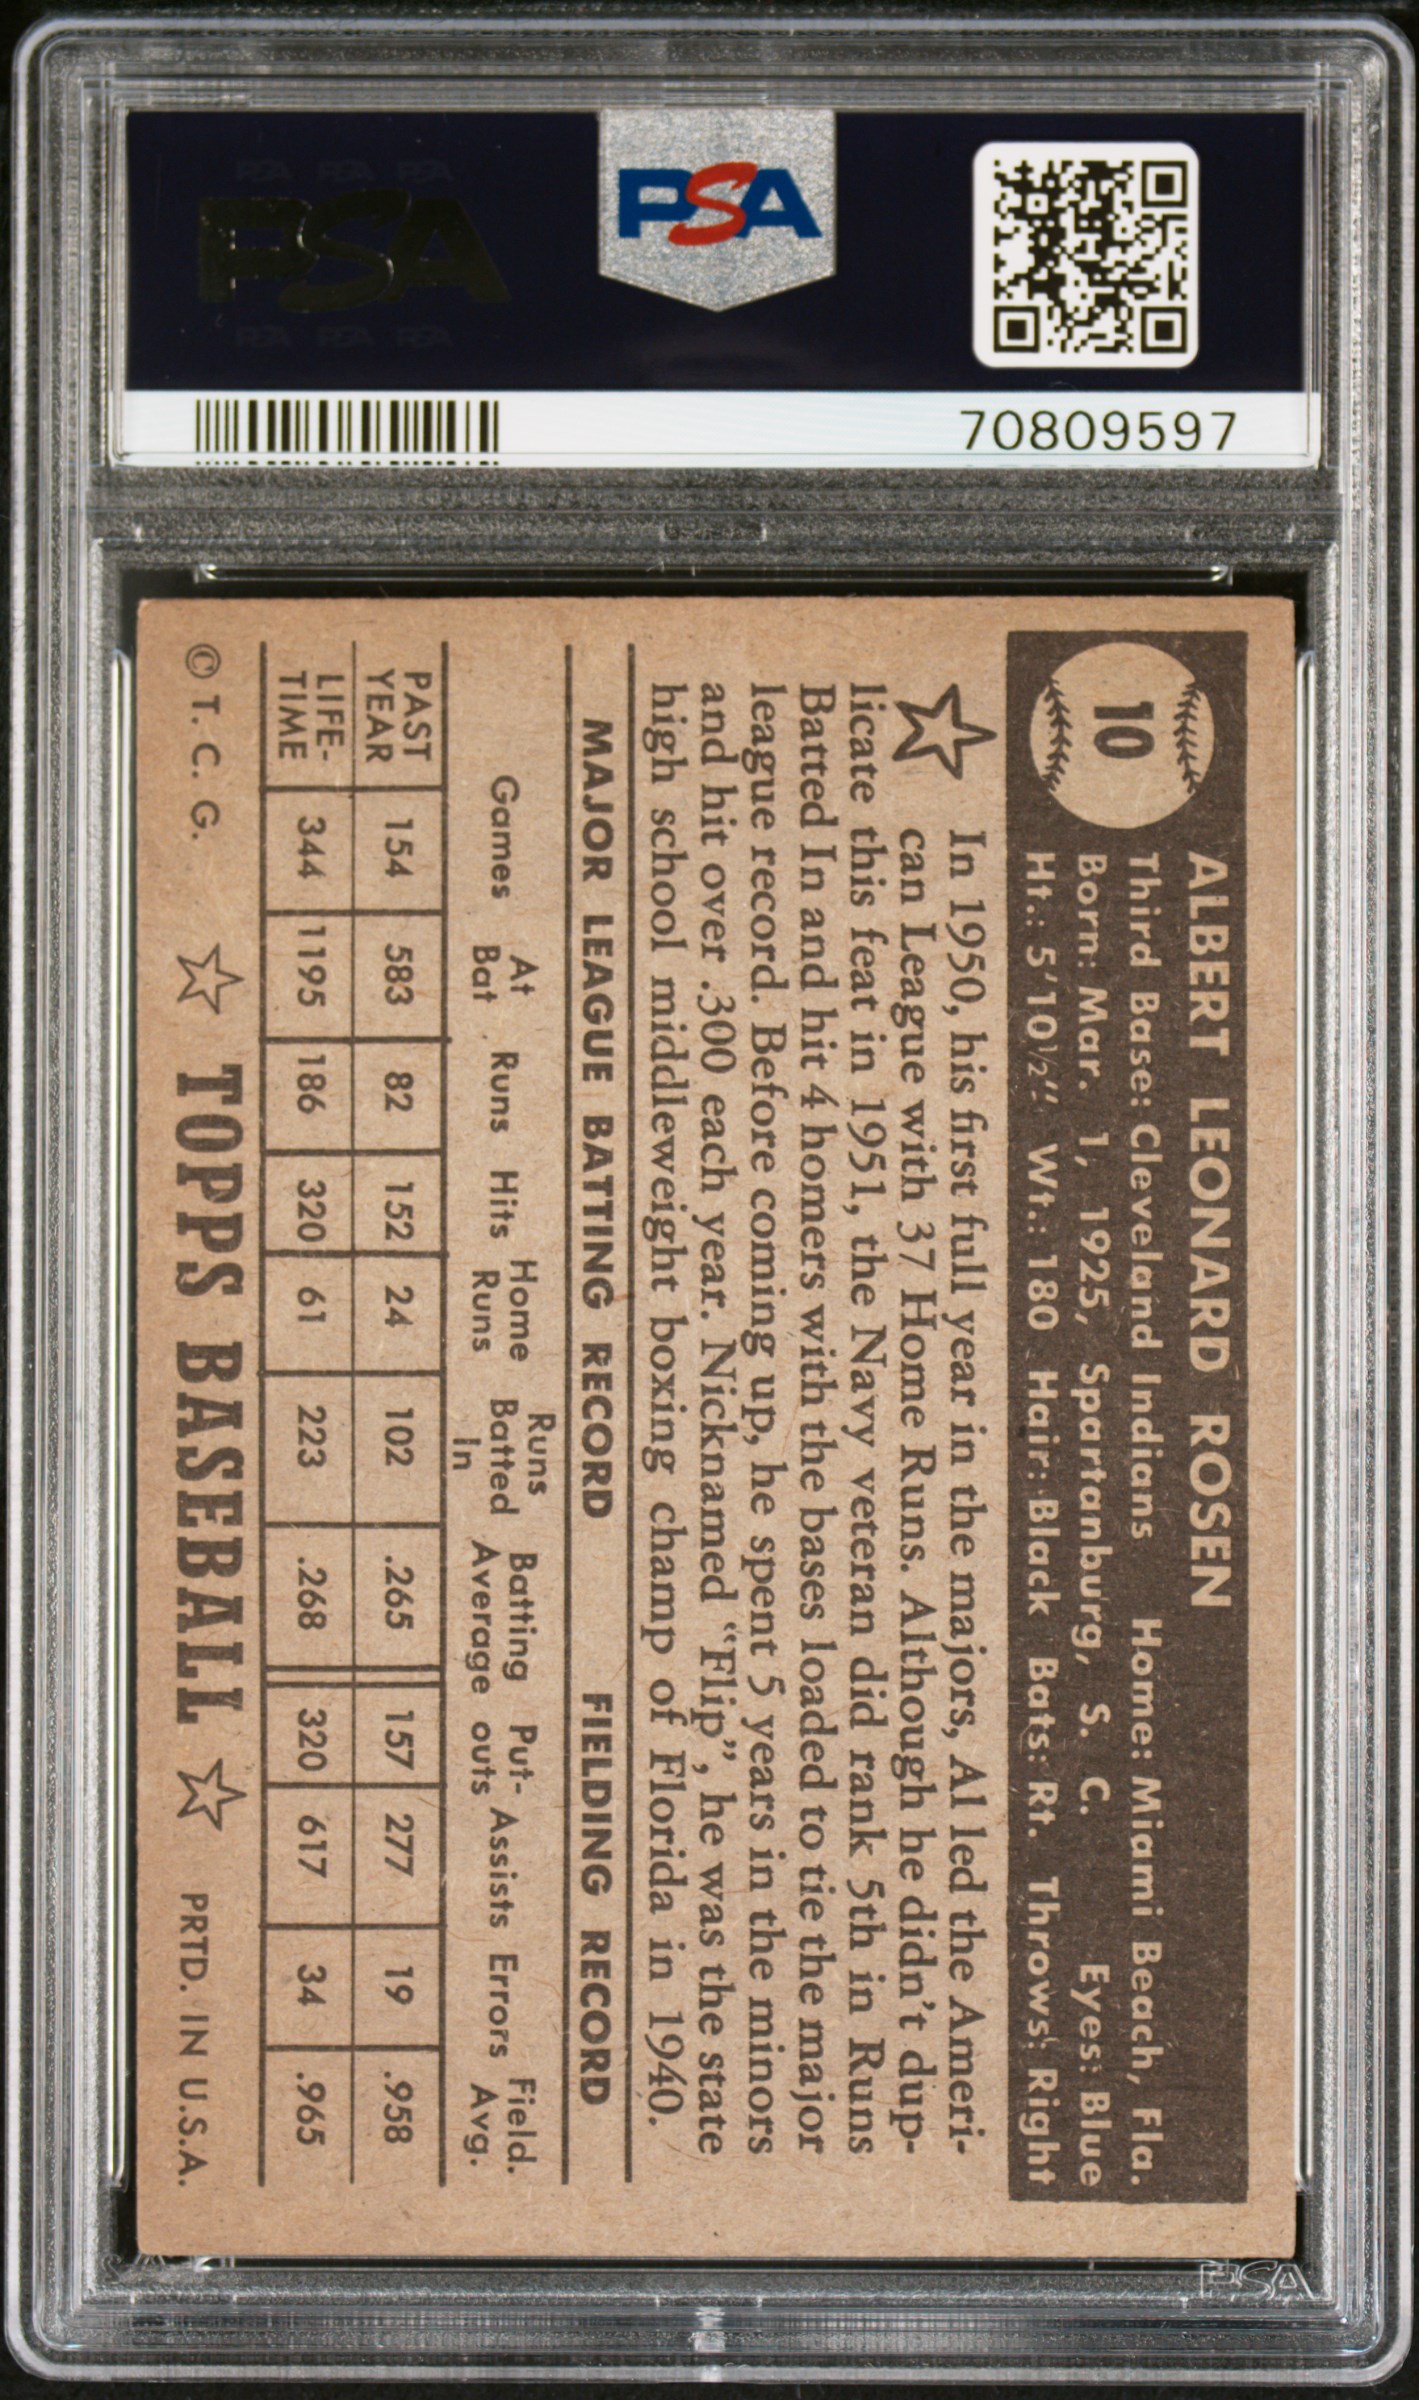 PSA
PSA PSA PSA
PSA
PSA PSA PSA
70809597
10
ALBERT LEONARD ROSEN
Third Base: Cleveland Indians Home: Miami Beach, Fla.
Born: Mar. 1, 1925, Spartanburg, S. C. Eyes: Blue
Ht.: 5'10½" Wt.: 180 Hair: Black Bats: Rt. Throws: Right
In 1950, his first full year in the majors, Al led the Ameri-
can League with 37 Home Runs. Although he didn't dup-
licate this feat in 1951, the Navy veteran did rank 5th in Runs
Batted In and hit 4 homers with the bases loaded to tie the major
league record. Before coming up, he spent 5 years in the minors
and hit over .300 each year. Nicknamed "Flip", he was the state
high school middleweight boxing champ of Florida in 1940.
MAJOR LEAGUE BATTING RECORD FIELDING RECORD
Games At Bat Runs Hits Home Runs Runs Batted In Batting Average Put-outs Assists Errors Field. Avg.
PAST YEAR 154 583 82 152 24 102 .265 157 277 19 .958
LIFE-TIME 344 1195 186 320 61 223 .268 320 617 34 .965
© T. C. G. ☆ TOPPS BASEBALL ☆ PRTD. IN U.S.A.
PSA